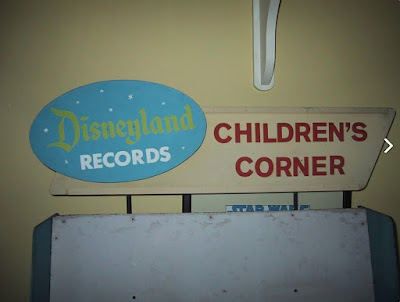 Disneyland
RECORDS
CHILDREN'S
CORNER
STAR WARS